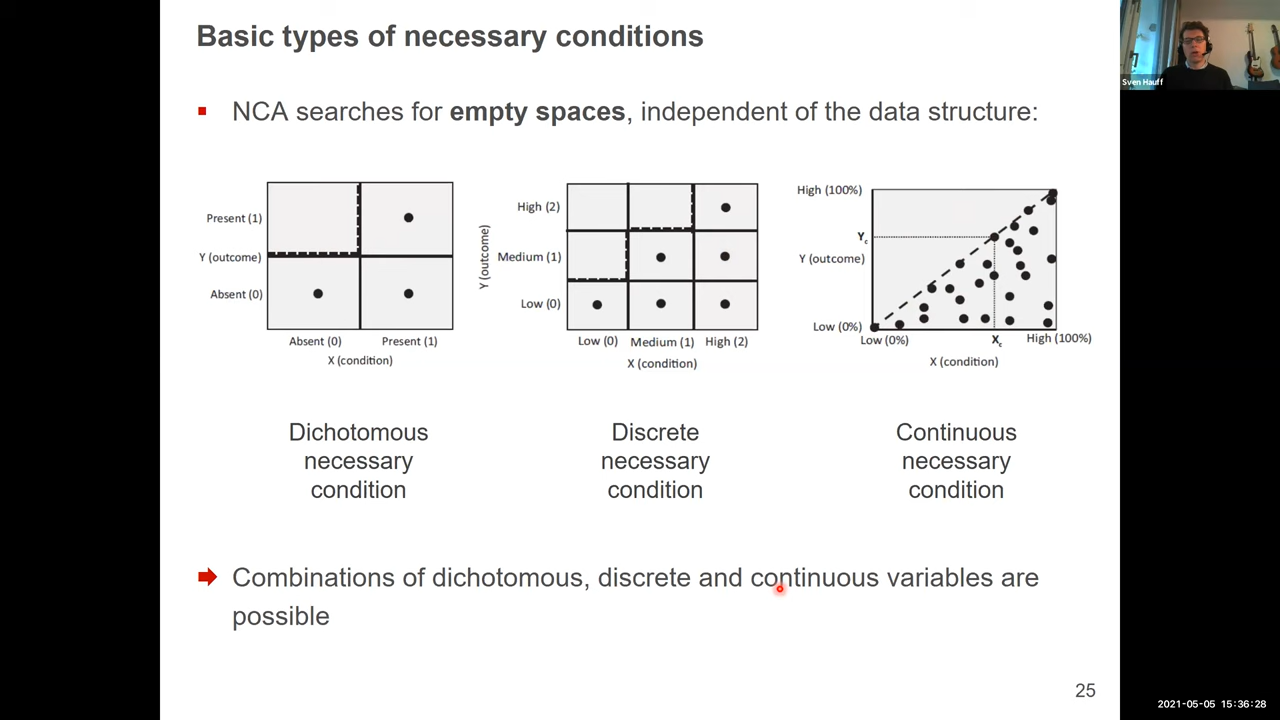 Basic types of necessary conditions
Sven Hauff
NCA searches for empty spaces, independent of the data structure:
Present (1)
Y (outcome)
Absent (0)
Absent (0) Present (1)
X (condition)
Y (outcome)
High (2)
Medium (1)
Low (0)
Low (0) Medium (1) High (2)
X (condition)
High (100%)
Yc
Y (outcome)
Low (0%)
Low (0%) Xc High (100%)
X (condition)
Dichotomous
necessary
condition
Discrete
necessary
condition
Continuous
necessary
condition
Combinations of dichotomous, discrete and continuous variables are
possible
25
2021-05-05 15:36:28